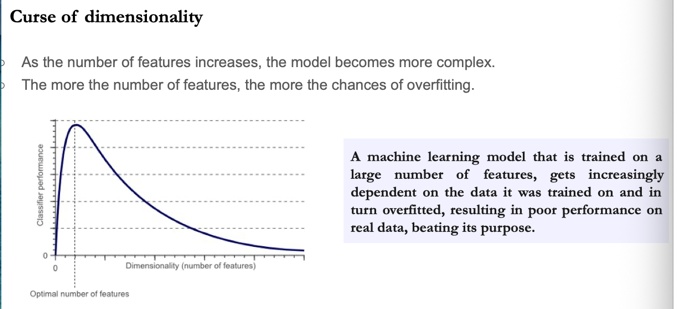 Curse of dimensionality
As the number of features increases, the model becomes more complex.
The more the number of features, the more the chances of overfitting.
Classifier performance
0
0
Dimensionality (number of features)
Optimal number of features
A machine learning model that is trained on a
large number of features, gets increasingly
dependent on the data it was trained on and in
turn overfitted, resulting in poor performance on
real data, beating its purpose.